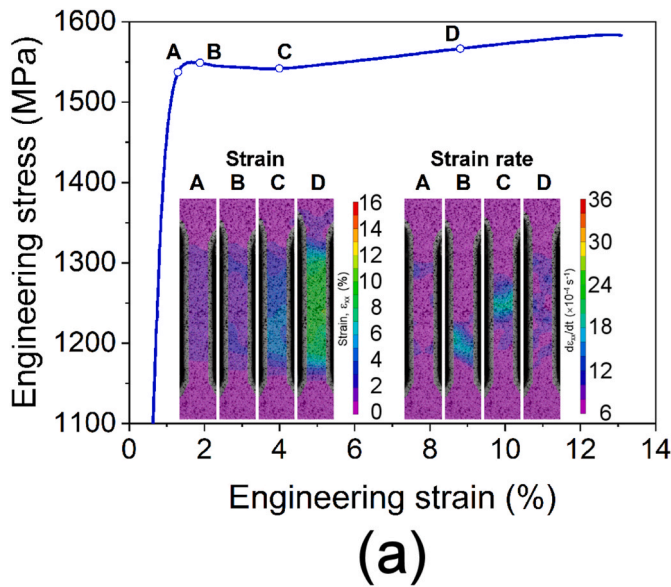 1600
1500
1400
1300
1200
1100
Engineering stress (MPa)
A
B
C
D
Strain
A B C D
16
14
12
10
8
6
4
2
0
Strain, εxx (%)
Strain rate
A B C D
36
30
24
18
12
6
dεxx/dt (×10⁻⁴ s⁻¹)
0 2 4 6 8 10 12 14
Engineering strain (%)
(a)